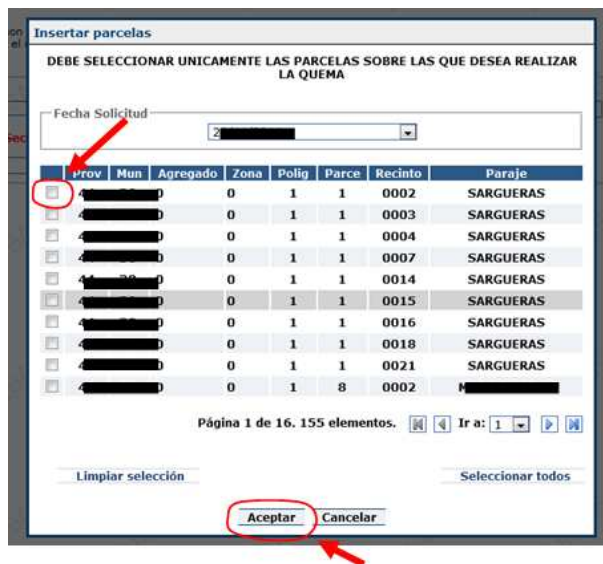 Insertar parcelas
DEBE SELECCIONAR UNICAMENTE LAS PARCELAS SOBRE LAS QUE DESEA REALIZAR
LA QUEMA
Fecha Solicitud
2
Prov Mun Agregado Zona Polig Parce Recinto Paraje
0 1 1 0002 SARGUERAS
0 1 1 0003 SARGUERAS
0 1 1 0004 SARGUERAS
0 1 1 0007 SARGUERAS
0 1 1 0014 SARGUERAS
0 1 1 0015 SARGUERAS
0 1 1 0016 SARGUERAS
0 1 1 0018 SARGUERAS
0 1 1 0021 SARGUERAS
0 1 8 0002 M
Página 1 de 16. 155 elementos. Ir a: 1
Limpiar selección Seleccionar todos
Aceptar Cancelar